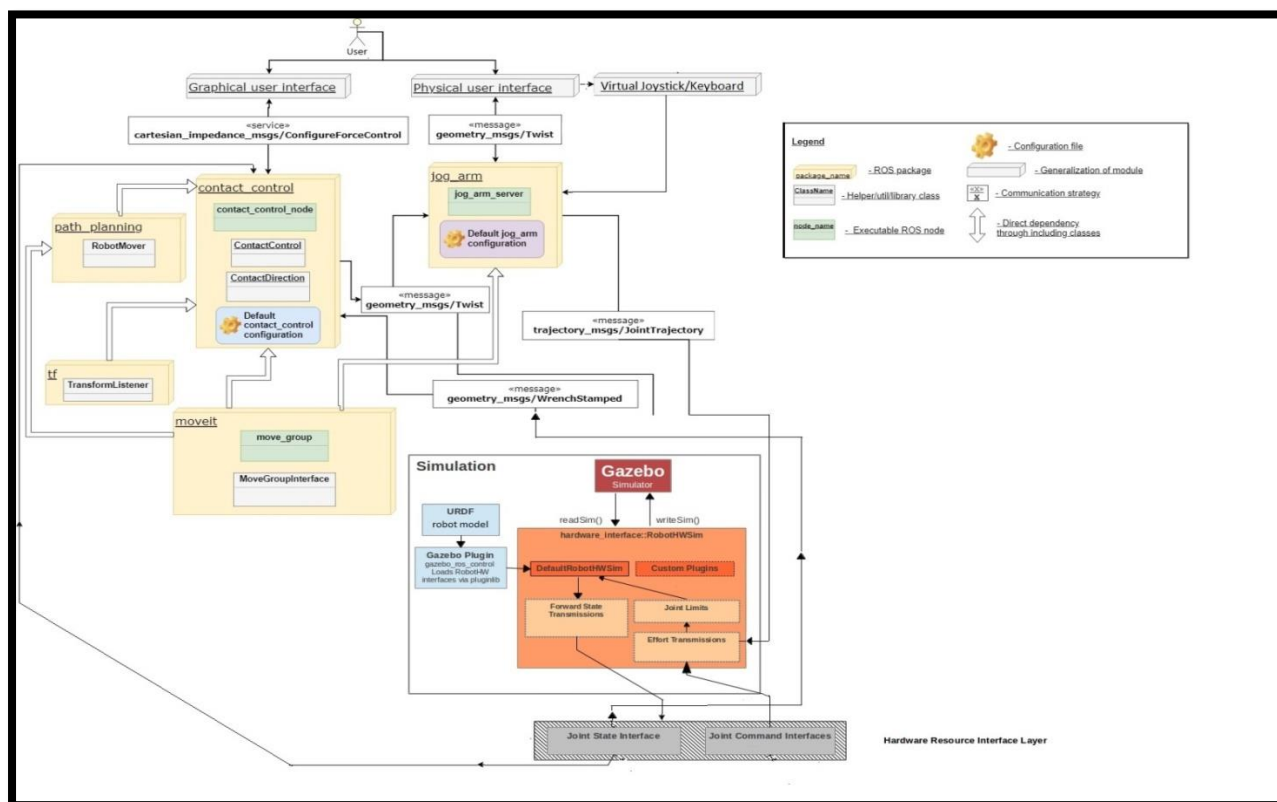 User
Graphical user interface
Physical user interface
Virtual Joystick/Keyboard
«service»
cartesian_impedance_msgs/ConfigureForceControl
«message»
geometry_msgs/Twist
Legend
package_name
- ROS package
ClassName
- Helper/util/library class
node_name
- Executable ROS node
- Configuration file
- Generalization of module
<X>
X
- Communication strategy
- Direct dependency
through including classes
contact_control
contact_control_node
ContactControl
ContactDirection
Default
contact_control
configuration
jog_arm
jog_arm_server
Default jog_arm
configuration
path_planning
RobotMover
«message»
geometry_msgs/Twist
«message»
trajectory_msgs/JointTrajectory
tf
TransformListener
«message»
geometry_msgs/WrenchStamped
moveit
move_group
MoveGroupInterface
Simulation
Gazebo
Simulator
URDF
robot model
readSim()
writeSim()
hardware_interface::RobotHWSim
Gazebo Plugin
gazebo_ros_control
Loads RobotHW
interfaces via pluginlib
DefaultRobotHWSim
Custom Plugins
Forward State
Transmissions
Joint Limits
Effort Transmissions
Joint State Interface
Joint Command Interfaces
Hardware Resource Interface Layer